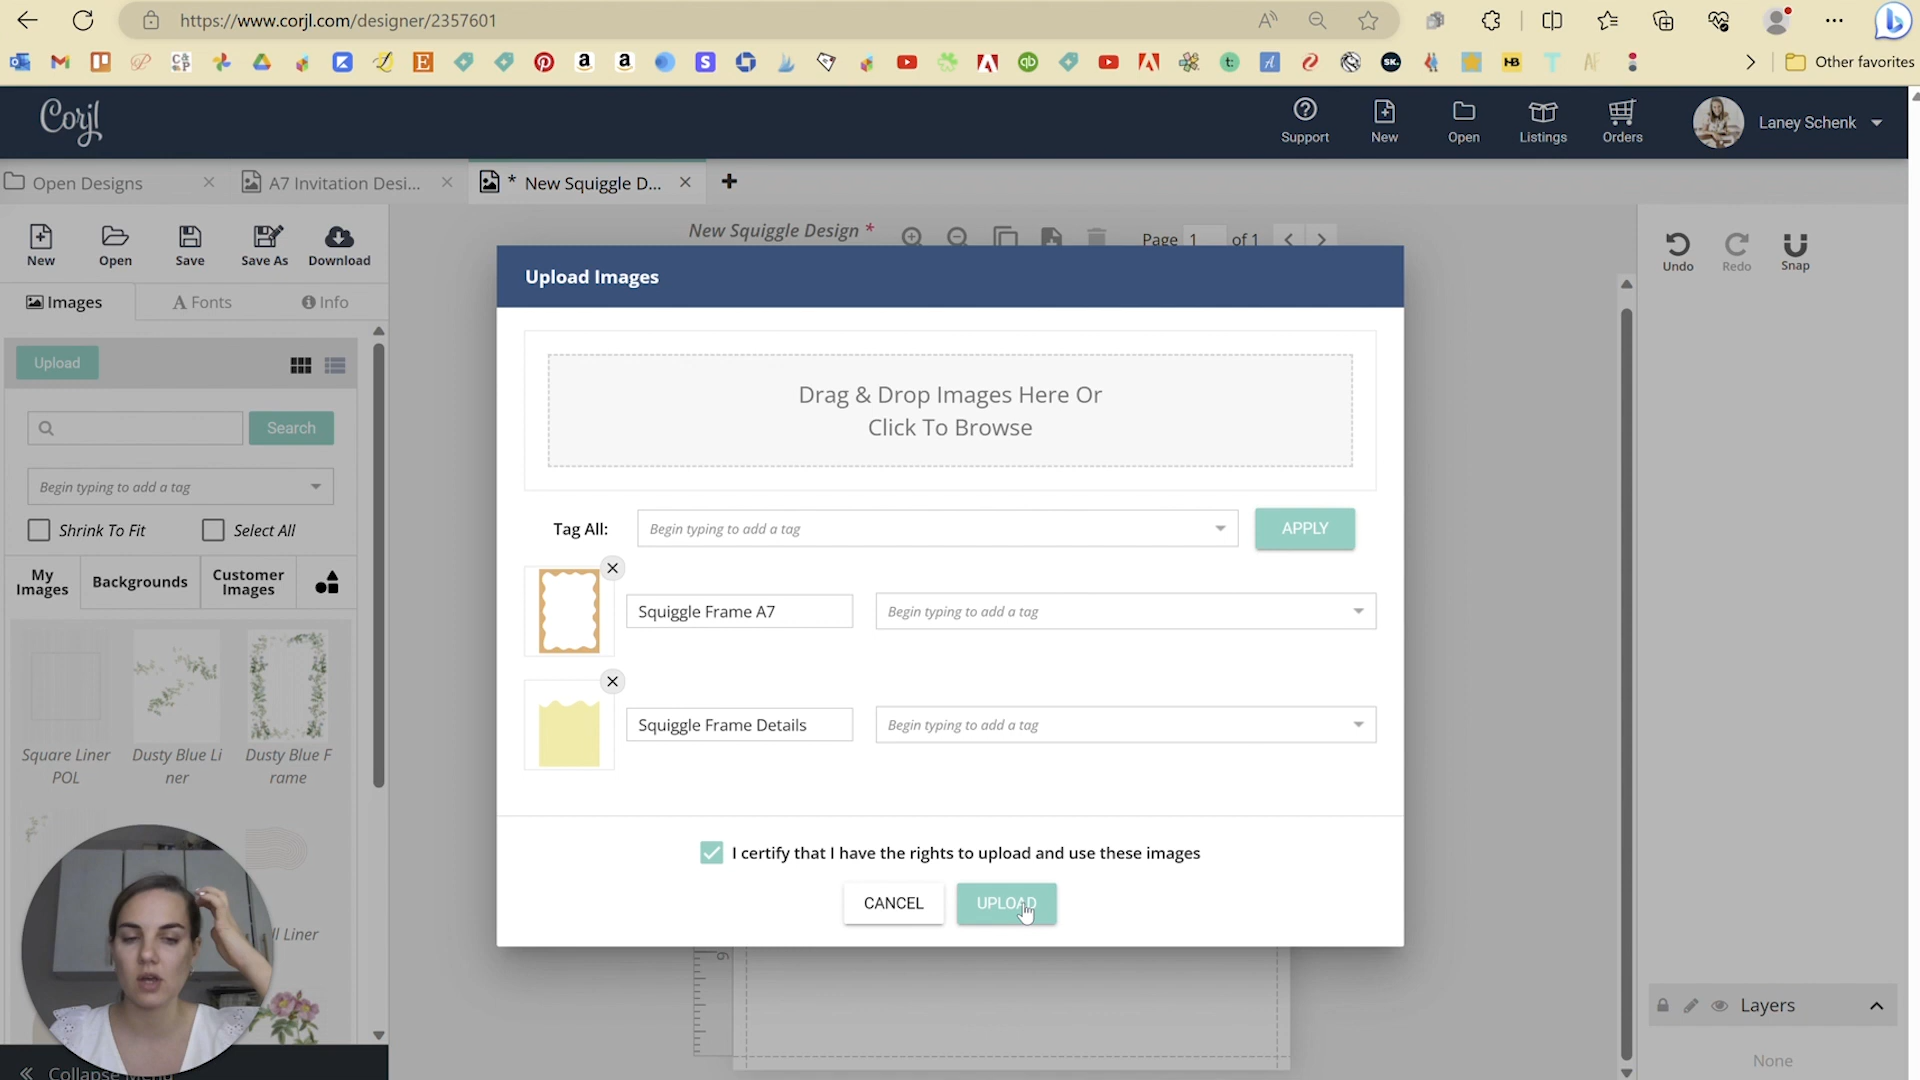 https://www.corjl.com/designer/2357601
Other favorites
Corjl
Support
New
Open
Listings
Orders
Laney Schenk
Open Designs
A7 Invitation Desi...
* New Squiggle D...
New
Open
Save
Save As
Download
New Squiggle Design *
Page 1 of 1
Undo
Redo
Snap
Images
Fonts
Info
Upload
Search
Begin typing to add a tag
Shrink To Fit
Select All
My Images
Backgrounds
Customer Images
Square Liner POL
Dusty Blue Liner
Dusty Blue Frame
ll Liner
Collapse Menu
Upload Images
Drag & Drop Images Here Or
Click To Browse
Tag All:
Begin typing to add a tag
APPLY
Squiggle Frame A7
Begin typing to add a tag
Squiggle Frame Details
Begin typing to add a tag
I certify that I have the rights to upload and use these images
CANCEL
UPLOAD
Layers
None